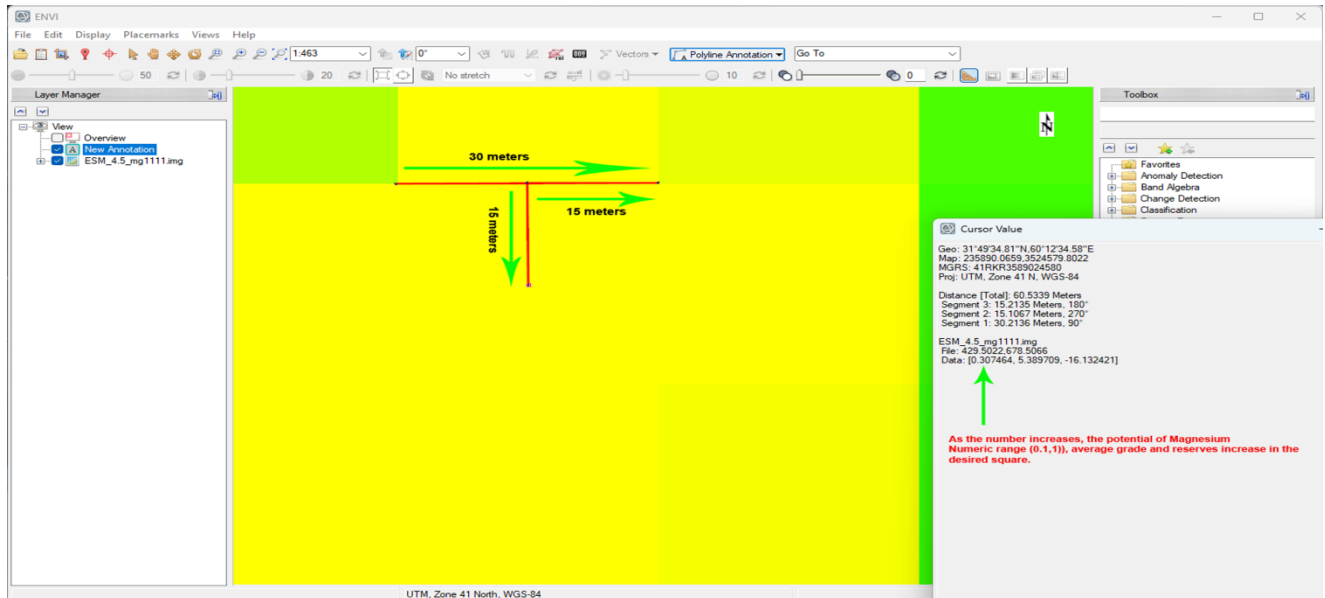 ENVI
File Edit Display Placemarks Views Help
1:463 0° Vectors Polyline Annotation Go To
50 20 No stretch 10 0
Layer Manager
View
Overview
New Annotation
ESM_4.5_mg1111.img
30 meters
15 meters
15 meters
N
Toolbox
Favorites
Anomaly Detection
Band Algebra
Change Detection
Classification
Cursor Value
Geo: 31°49'34.81"N,60°12'34.58"E
Map: 235890.0659,3524579.8022
MGRS: 41RKR3589024580
Proj: UTM, Zone 41 N, WGS-84
Distance [Total]: 60.5339 Meters
Segment 3: 15.2135 Meters, 180°
Segment 2: 15.1067 Meters, 270°
Segment 1: 30.2136 Meters, 90°
ESM_4.5_mg1111.img
File: 429.5022,678.5066
Data: [0.307464, 5.389709, -16.132421]
As the number increases, the potential of Magnesium
Numeric range (0.1,1)), average grade and reserves increase in the
desired square.
UTM, Zone 41 North, WGS-84